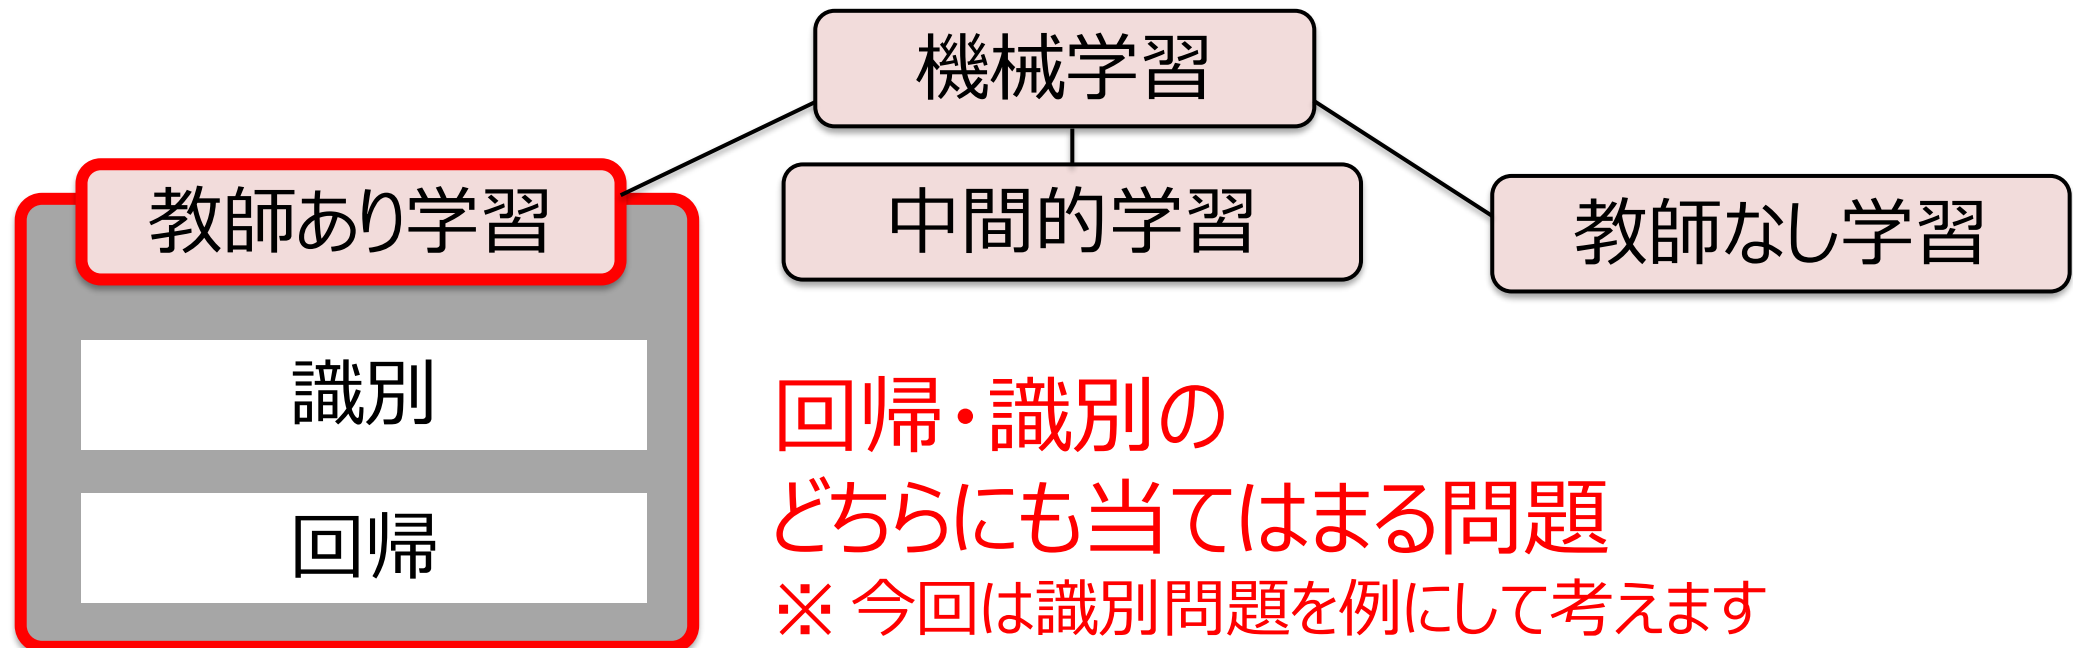 機械学習
教師あり学習
中間的学習
教師なし学習
識別
回帰
回帰・識別の
どちらにも当てはまる問題
※ 今回は識別問題を例にして考えます